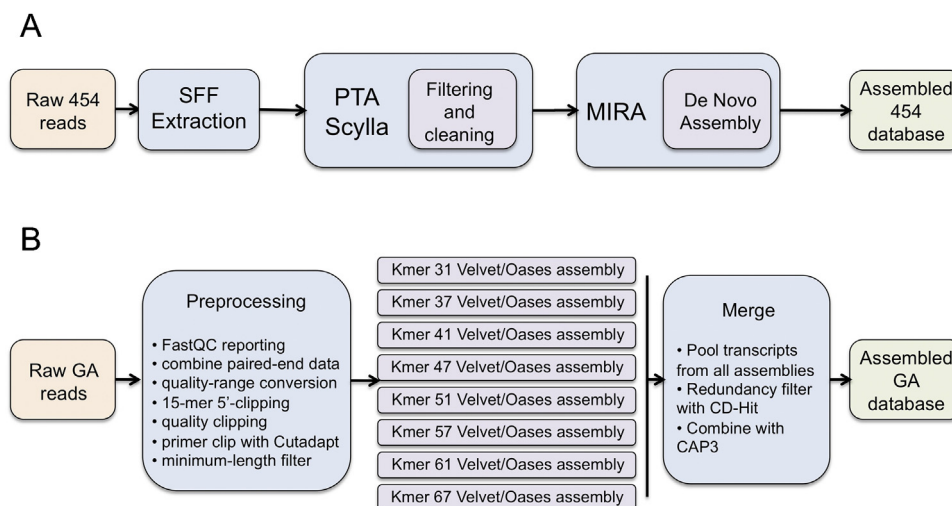 A
Raw 454
reads
SFF
Extraction
PTA
Scylla
Filtering
and
cleaning
MIRA
De Novo
Assembly
Assembled
454
database
B
Raw GA
reads
Preprocessing
• FastQC reporting
• combine paired-end data
• quality-range conversion
• 15-mer 5'-clipping
• quality clipping
• primer clip with Cutadapt
• minimum-length filter
Kmer 31 Velvet/Oases assembly
Kmer 37 Velvet/Oases assembly
Kmer 41 Velvet/Oases assembly
Kmer 47 Velvet/Oases assembly
Kmer 51 Velvet/Oases assembly
Kmer 57 Velvet/Oases assembly
Kmer 61 Velvet/Oases assembly
Kmer 67 Velvet/Oases assembly
Merge
• Pool transcripts
from all assemblies
• Redundancy filter
with CD-Hit
• Combine with
CAP3
Assembled
GA
database